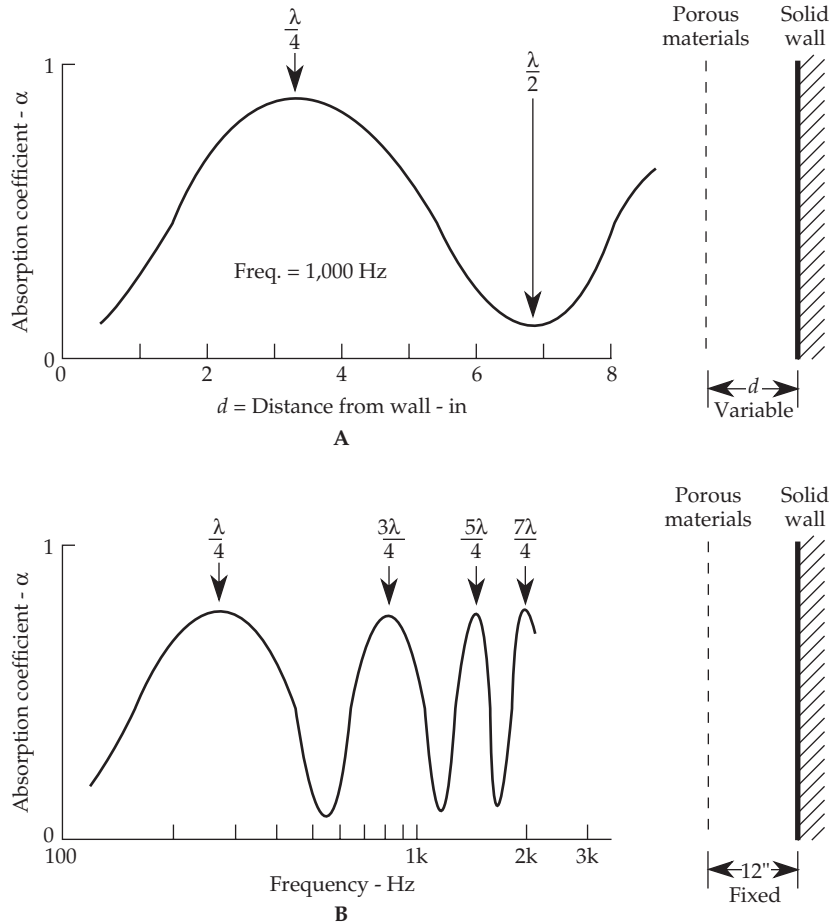 λ
4
λ
2
Porous
materials
Solid
wall
1
Absorption coefficient - α
Freq. = 1,000 Hz
0
0
2
4
6
8
d = Distance from wall - in
A
d
Variable
λ
4
3λ
4
5λ
4
7λ
4
Porous
materials
Solid
wall
1
Absorption coefficient - α
0
100
1k
2k
3k
Frequency - Hz
B
12"
Fixed